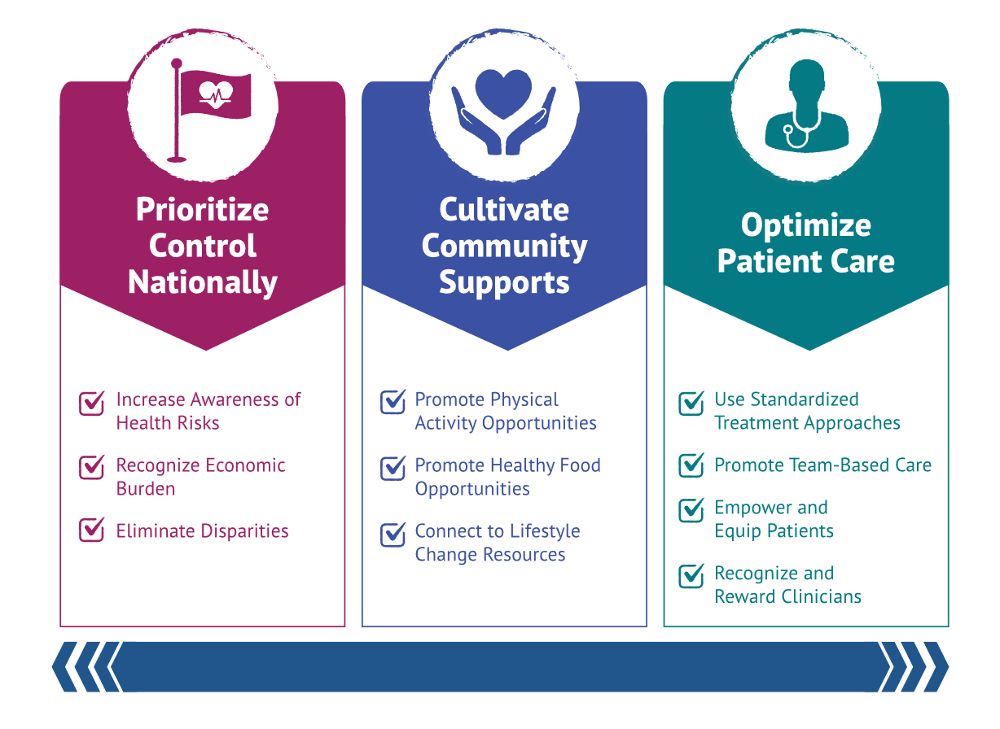 Prioritize
Control
Nationally
Increase Awareness of
Health Risks
Recognize Economic
Burden
Eliminate Disparities
Cultivate
Community
Supports
Promote Physical
Activity Opportunities
Promote Healthy Food
Opportunities
Connect to Lifestyle
Change Resources
Optimize
Patient Care
Use Standardized
Treatment Approaches
Promote Team-Based Care
Empower and
Equip Patients
Recognize and
Reward Clinicians